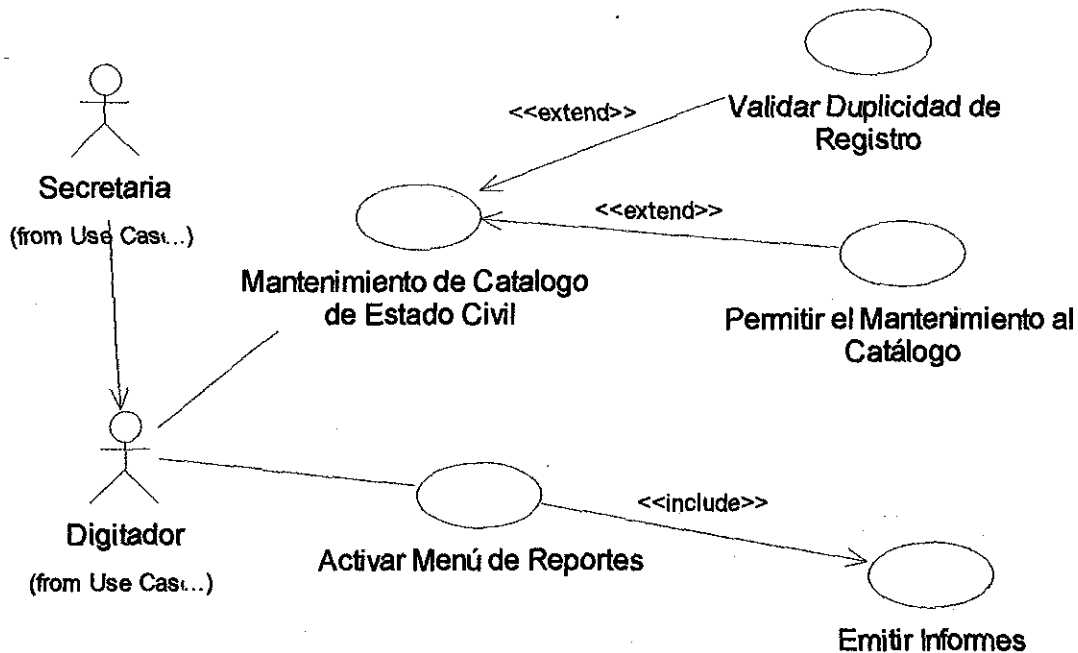 <<extend>>
Validar Duplicidad de
Registro
Secretaria
(from Use Cas...)
<<extend>>
Mantenimiento de Catalogo
de Estado Civil
Permitir el Mantenimiento al
Catálogo
Digitador
(from Use Cas...)
<<include>>
Activar Menú de Reportes
Emitir Informes